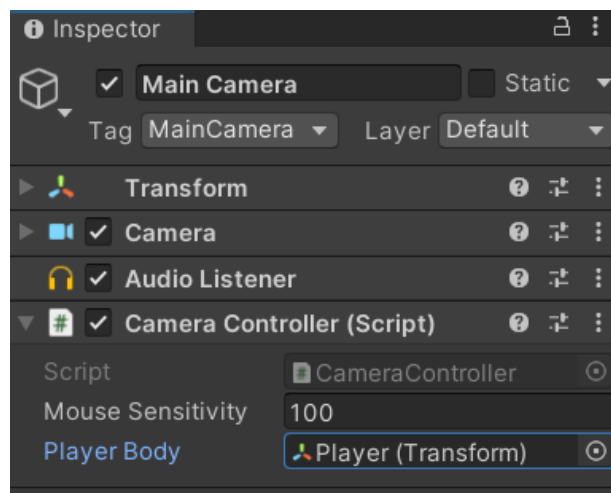 Inspector
Main Camera Static
Tag MainCamera Layer Default
Transform
Camera
Audio Listener
# Camera Controller (Script)
Script # CameraController
Mouse Sensitivity 100
Player Body Player (Transform)